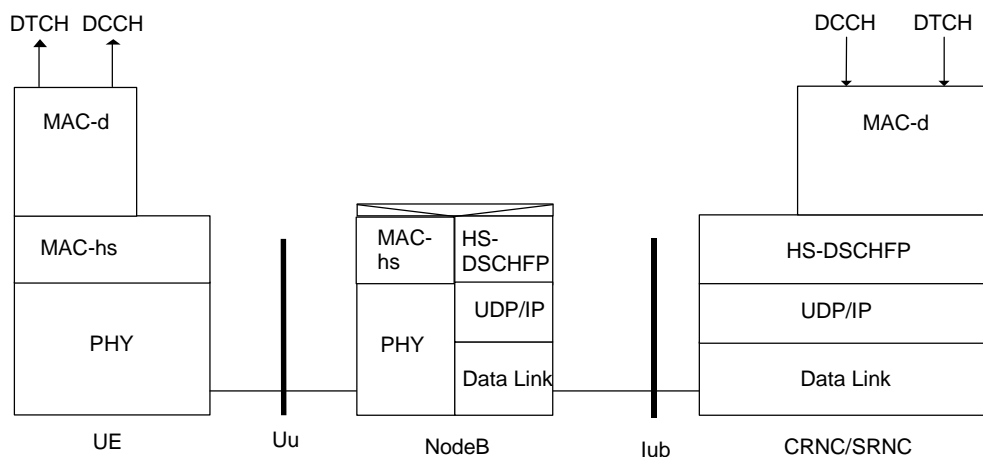 DTCH DCCH
DCCH DTCH
MAC-d
MAC-d
MAC-hs
MAC-
hs
HS-
DSCHFP
HS-DSCHFP
PHY
PHY
UDP/IP
UDP/IP
Data Link
Data Link
UE
Uu
NodeB
Iub
CRNC/SRNC